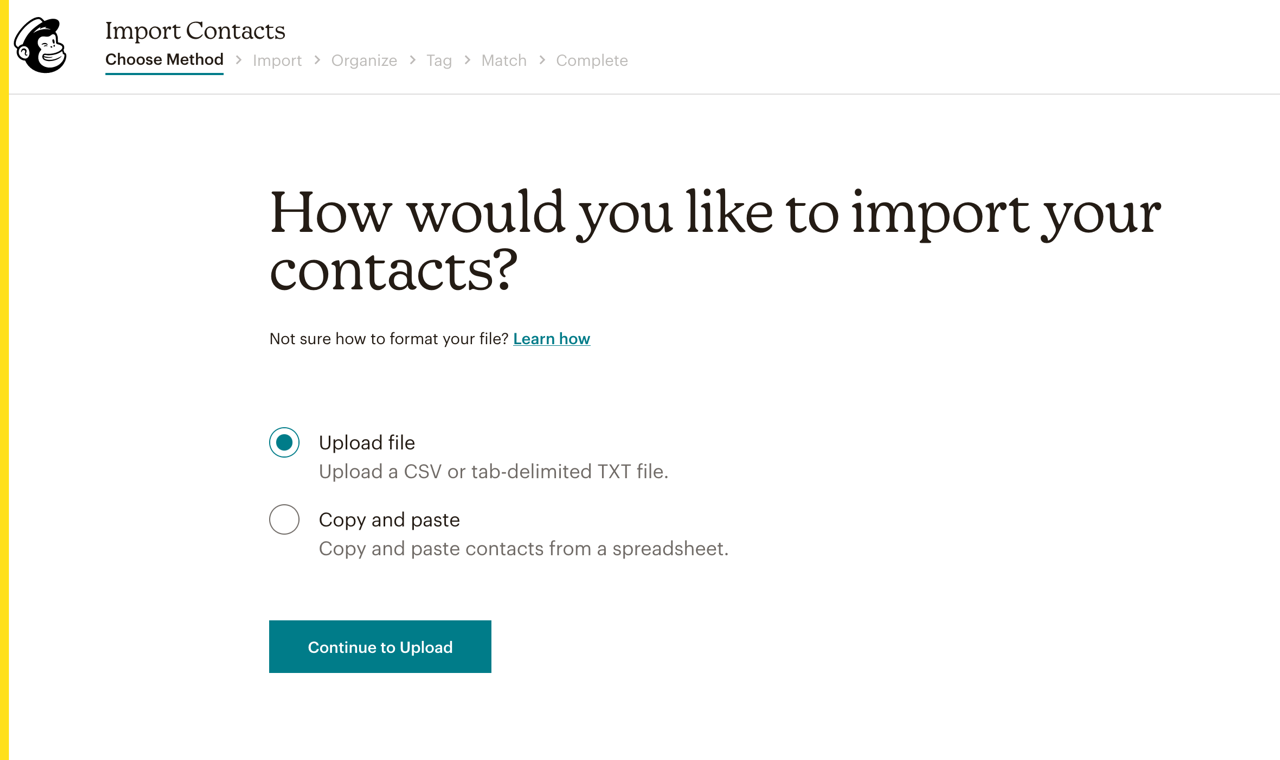 Import Contacts
Choose Method > Import > Organize > Tag > Match > Complete
How would you like to import your
contacts?
Not sure how to format your file? Learn how
Upload file
Upload a CSV or tab-delimited TXT file.
Copy and paste
Copy and paste contacts from a spreadsheet.
Continue to Upload